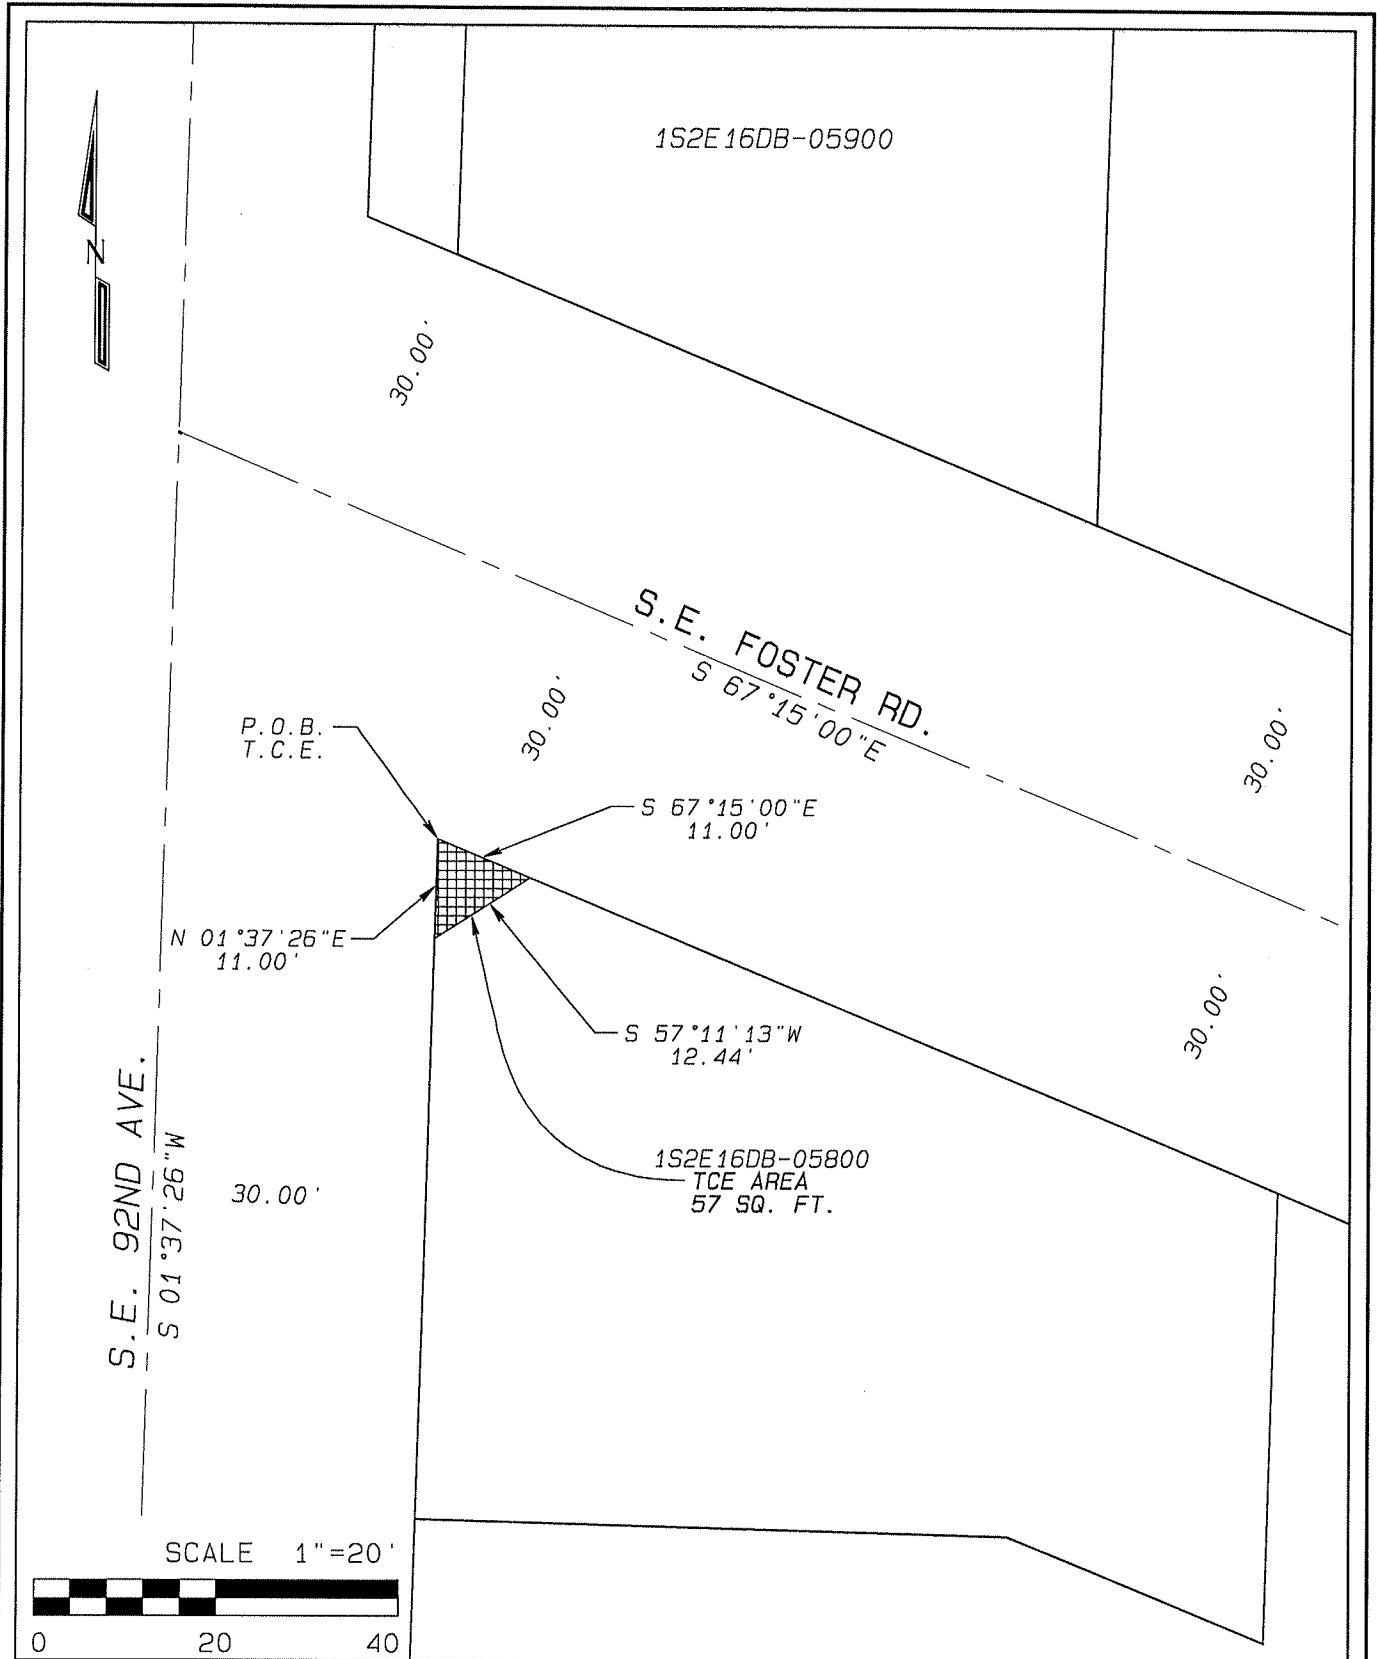 1S2E16DB-05900
N
30.00'
S.E. FOSTER RD.
S 67°15'00"E
30.00'
30.00'
P.O.B.
T.C.E.
S 67°15'00"E
11.00'
N 01°37'26"E
11.00'
30.00'
S 57°11'13"W
12.44'
S.E. 92ND AVE.
S 01°37'26"W
30.00'
1S2E16DB-05800
TCE AREA
57 SQ. FT.
SCALE 1"=20'
0 20 40